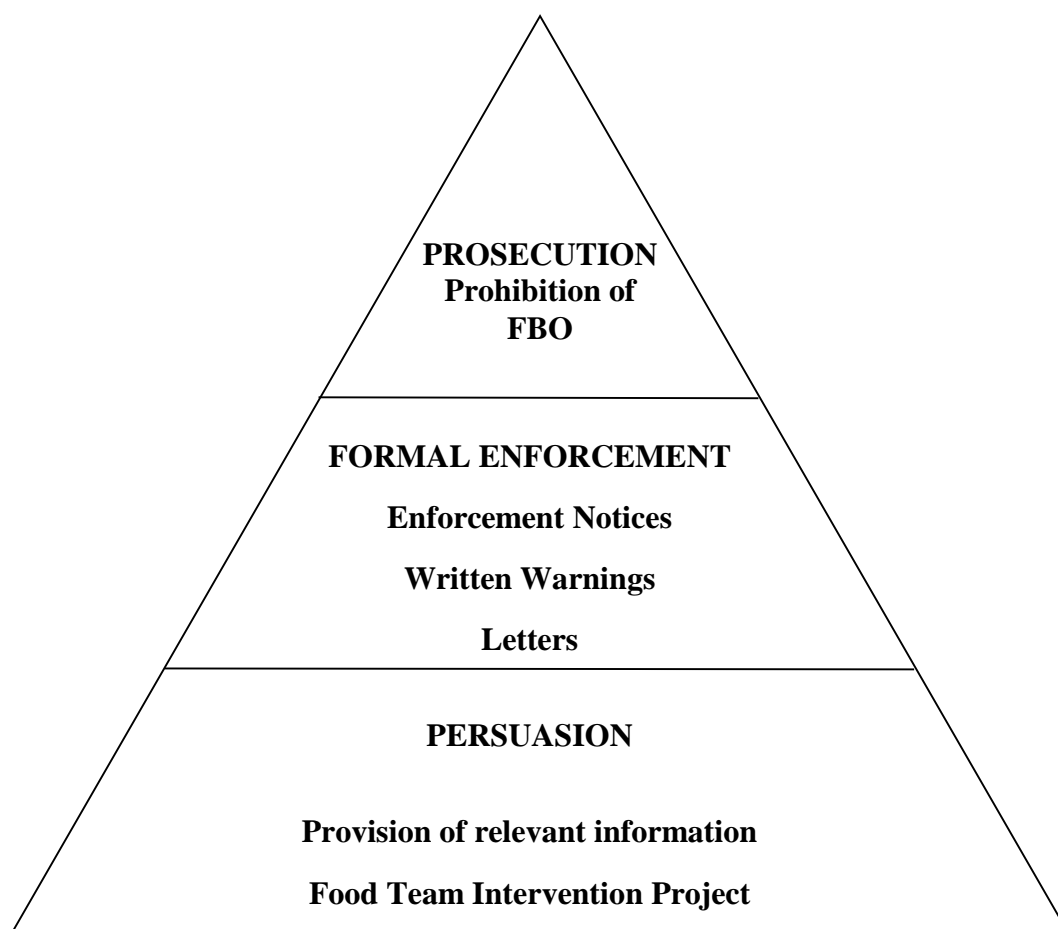 PROSECUTION
Prohibition of
FBO
FORMAL ENFORCEMENT
Enforcement Notices
Written Warnings
Letters
PERSUASION
Provision of relevant information
Food Team Intervention Project